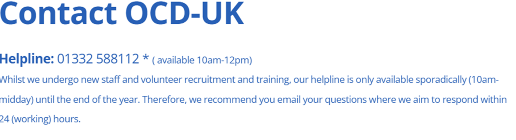 Contact OCD-UK
Helpline: 01332 588112 * ( available 10am-12pm)
Whilst we undergo new staff and volunteer recruitment and training, our helpline is only available sporadically (10am-
midday) until the end of the year. Therefore, we recommend you email your questions where we aim to respond within
24 (working) hours.